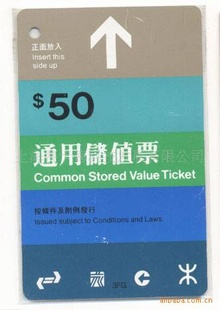 正面放入
Insert this
side up
$50
通用儲值票
Common Stored Value Ticket
按條件及附例發行
Issued subject to Conditions and Laws